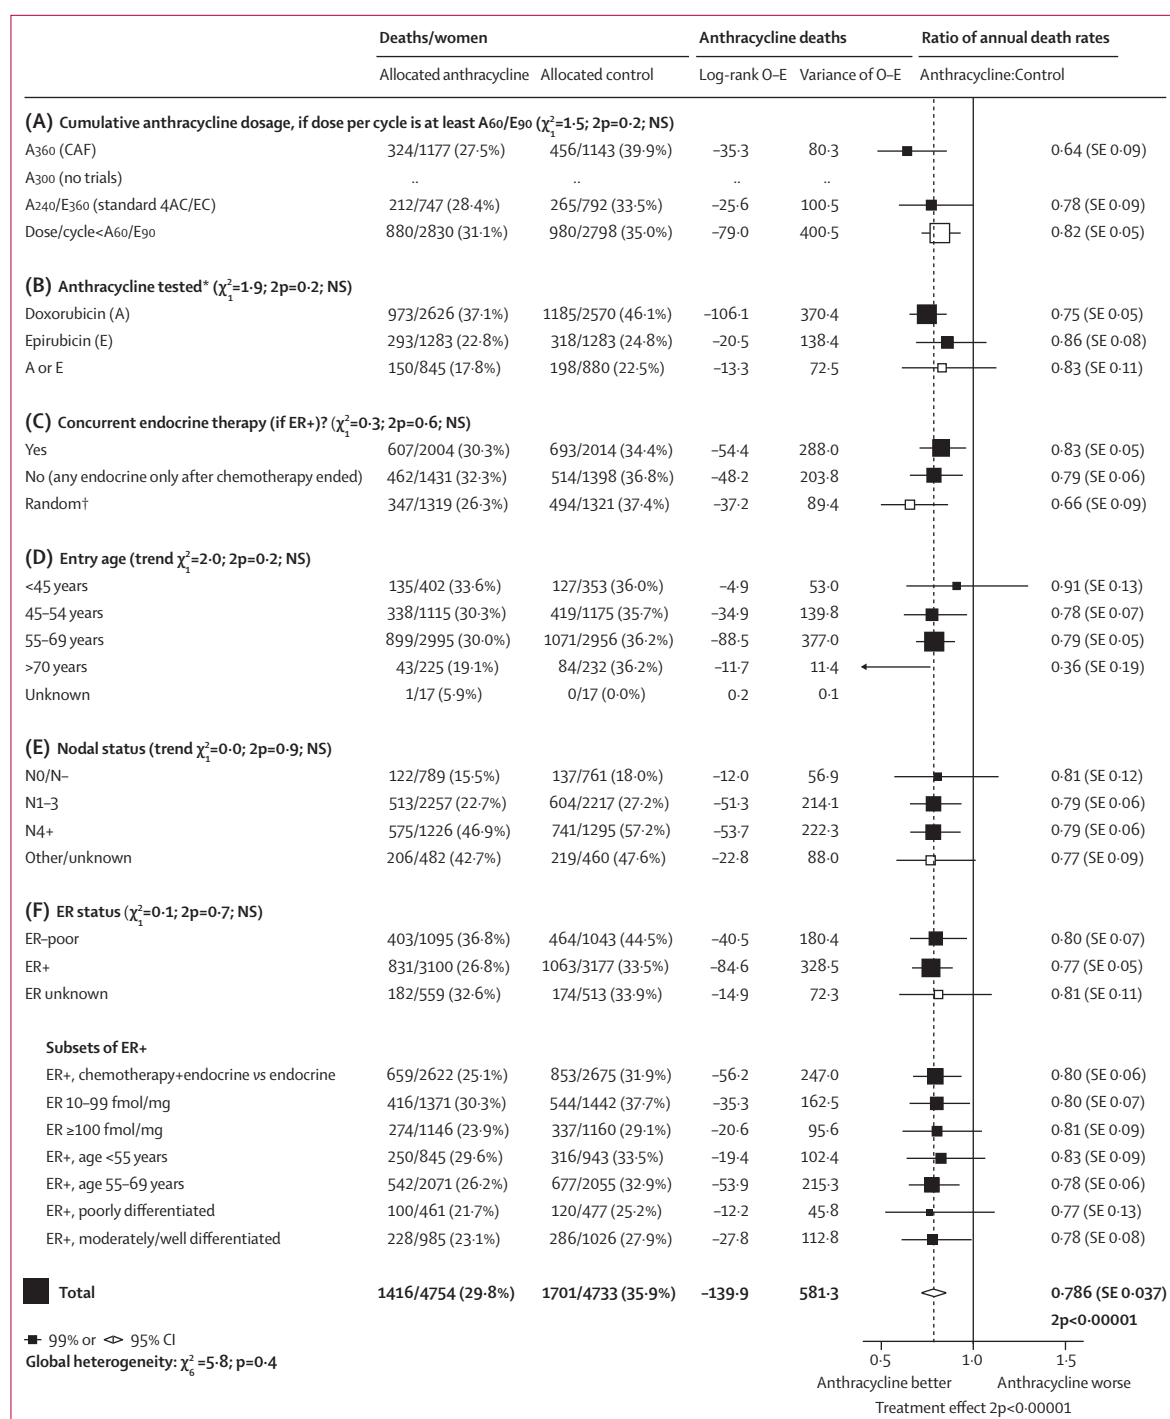 Deaths/women Anthracycline deaths Ratio of annual death rates
Allocated anthracycline Allocated control Log-rank O–E Variance of O–E Anthracycline:Control
(A) Cumulative anthracycline dosage, if dose per cycle is at least A60/E90 (χ²₁=1·5; 2p=0·2; NS)
A360 (CAF) 324/1177 (27·5%) 456/1143 (39·9%) –35·3 80·3 0·64 (SE 0·09)
A300 (no trials) ·· ·· ·· ··
A240/E360 (standard 4AC/EC) 212/747 (28·4%) 265/792 (33·5%) –25·6 100·5 0·78 (SE 0·09)
Dose/cycle<A60/E90 880/2830 (31·1%) 980/2798 (35·0%) –79·0 400·5 0·82 (SE 0·05)
(B) Anthracycline tested* (χ²₁=1·9; 2p=0·2; NS)
Doxorubicin (A) 973/2626 (37·1%) 1185/2570 (46·1%) –106·1 370·4 0·75 (SE 0·05)
Epirubicin (E) 293/1283 (22·8%) 318/1283 (24·8%) –20·5 138·4 0·86 (SE 0·08)
A or E 150/845 (17·8%) 198/880 (22·5%) –13·3 72·5 0·83 (SE 0·11)
(C) Concurrent endocrine therapy (if ER+)? (χ²₁=0·3; 2p=0·6; NS)
Yes 607/2004 (30·3%) 693/2014 (34·4%) –54·4 288·0 0·83 (SE 0·05)
No (any endocrine only after chemotherapy ended) 462/1431 (32·3%) 514/1398 (36·8%) –48·2 203·8 0·79 (SE 0·06)
Random† 347/1319 (26·3%) 494/1321 (37·4%) –37·2 89·4 0·66 (SE 0·09)
(D) Entry age (trend χ²₁=2·0; 2p=0·2; NS)
<45 years 135/402 (33·6%) 127/353 (36·0%) –4·9 53·0 0·91 (SE 0·13)
45–54 years 338/1115 (30·3%) 419/1175 (35·7%) –34·9 139·8 0·78 (SE 0·07)
55–69 years 899/2995 (30·0%) 1071/2956 (36·2%) –88·5 377·0 0·79 (SE 0·05)
>70 years 43/225 (19·1%) 84/232 (36·2%) –11·7 11·4 0·36 (SE 0·19)
Unknown 1/17 (5·9%) 0/17 (0·0%) 0·2 0·1
(E) Nodal status (trend χ²₁=0·0; 2p=0·9; NS)
N0/N– 122/789 (15·5%) 137/761 (18·0%) –12·0 56·9 0·81 (SE 0·12)
N1–3 513/2257 (22·7%) 604/2217 (27·2%) –51·3 214·1 0·79 (SE 0·06)
N4+ 575/1226 (46·9%) 741/1295 (57·2%) –53·7 222·3 0·79 (SE 0·06)
Other/unknown 206/482 (42·7%) 219/460 (47·6%) –22·8 88·0 0·77 (SE 0·09)
(F) ER status (χ²₁=0·1; 2p=0·7; NS)
ER–poor 403/1095 (36·8%) 464/1043 (44·5%) –40·5 180·4 0·80 (SE 0·07)
ER+ 831/3100 (26·8%) 1063/3177 (33·5%) –84·6 328·5 0·77 (SE 0·05)
ER unknown 182/559 (32·6%) 174/513 (33·9%) –14·9 72·3 0·81 (SE 0·11)
Subsets of ER+
ER+, chemotherapy+endocrine vs endocrine 659/2622 (25·1%) 853/2675 (31·9%) –56·2 247·0 0·80 (SE 0·06)
ER 10–99 fmol/mg 416/1371 (30·3%) 544/1442 (37·7%) –35·3 162·5 0·80 (SE 0·07)
ER ≥100 fmol/mg 274/1146 (23·9%) 337/1160 (29·1%) –20·6 95·6 0·81 (SE 0·09)
ER+, age <55 years 250/845 (29·6%) 316/943 (33·5%) –19·4 102·4 0·83 (SE 0·09)
ER+, age 55–69 years 542/2071 (26·2%) 677/2055 (32·9%) –53·9 215·3 0·78 (SE 0·06)
ER+, poorly differentiated 100/461 (21·7%) 120/477 (25·2%) –12·2 45·8 0·77 (SE 0·13)
ER+, moderately/well differentiated 228/985 (23·1%) 286/1026 (27·9%) –27·8 112·8 0·78 (SE 0·08)
Total 1416/4754 (29·8%) 1701/4733 (35·9%) –139·9 581·3 0·786 (SE 0·037)
2p<0·00001
99% or 95% CI
Global heterogeneity: χ²₆=5·8; p=0·4
0·5 1·0 1·5
Anthracycline better Anthracycline worse
Treatment effect 2p<0·00001